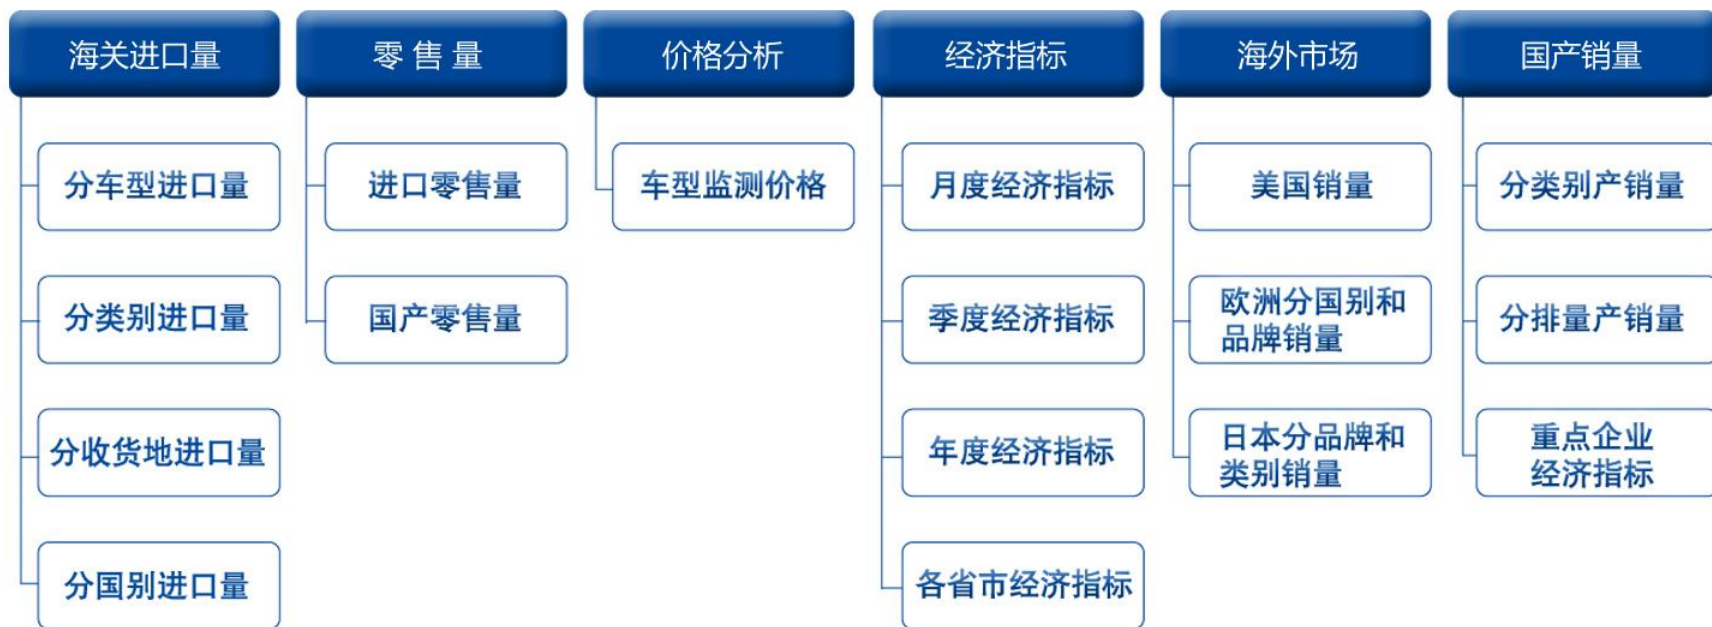 海关进口量
分车型进口量
分类别进口量
分收货地进口量
分国别进口量
零 售 量
进口零售量
国产零售量
价格分析
车型监测价格
经济指标
月度经济指标
季度经济指标
年度经济指标
各省市经济指标
海外市场
美国销量
欧洲分国别和
品牌销量
日本分品牌和
类别销量
国产销量
分类别产销量
分排量产销量
重点企业
经济指标